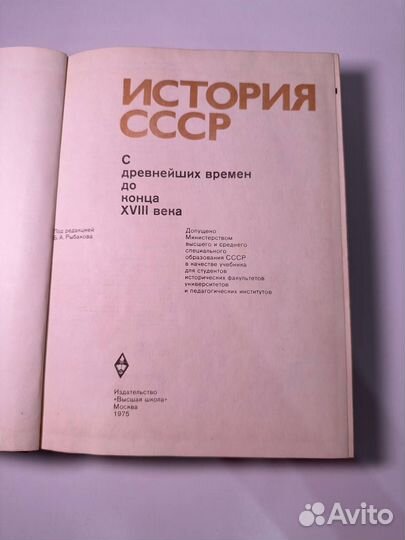 ИСТОРИЯ
СССР
С
древнейших времен
до
конца
XVIII века
Под редакцией
Б. А. Рыбакова
Допущено
Министерством
высшего и среднего
специального
образования СССР
в качестве учебника
для студентов
исторических факультетов
университетов
и педагогических институтов
Издательство
«Высшая школа»
Москва
1975
Avito